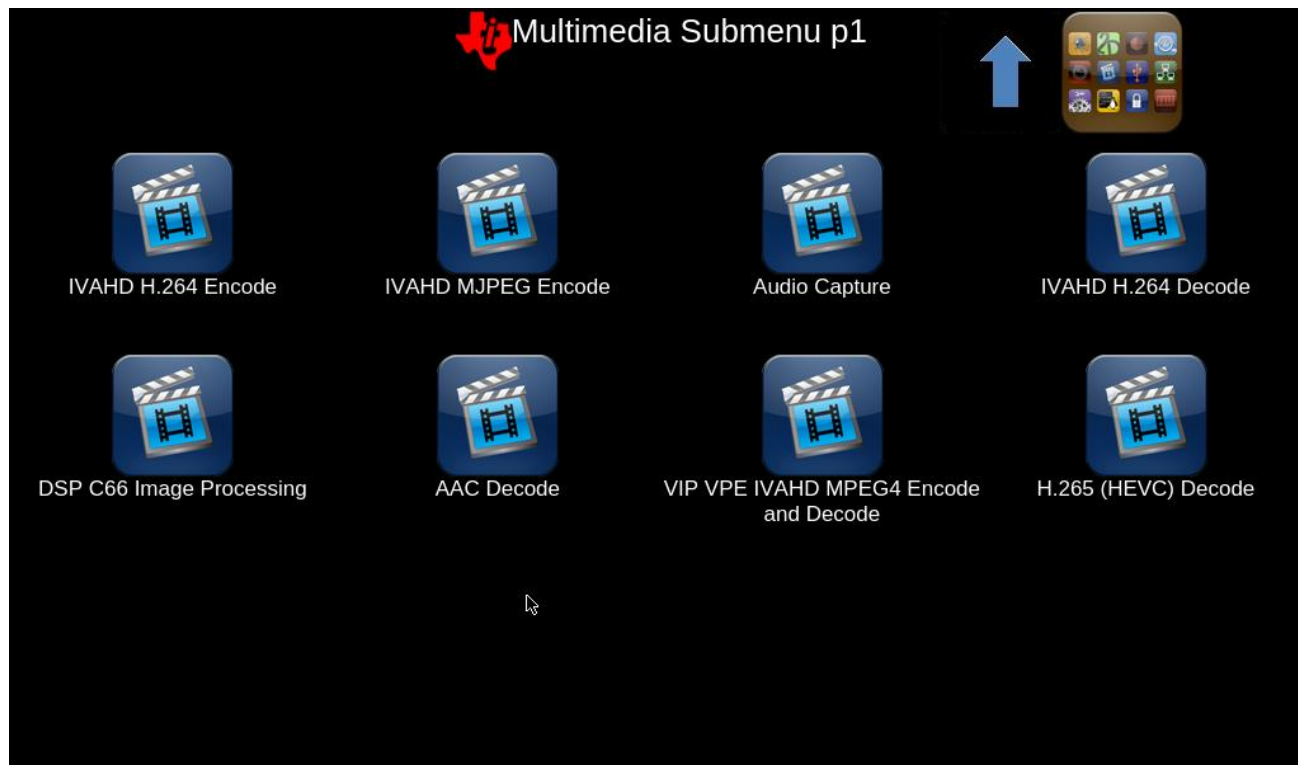 Multimedia Submenu p1
IVAHD H.264 Encode
IVAHD MJPEG Encode
Audio Capture
IVAHD H.264 Decode
DSP C66 Image Processing
AAC Decode
VIP VPE IVAHD MPEG4 Encode
and Decode
H.265 (HEVC) Decode